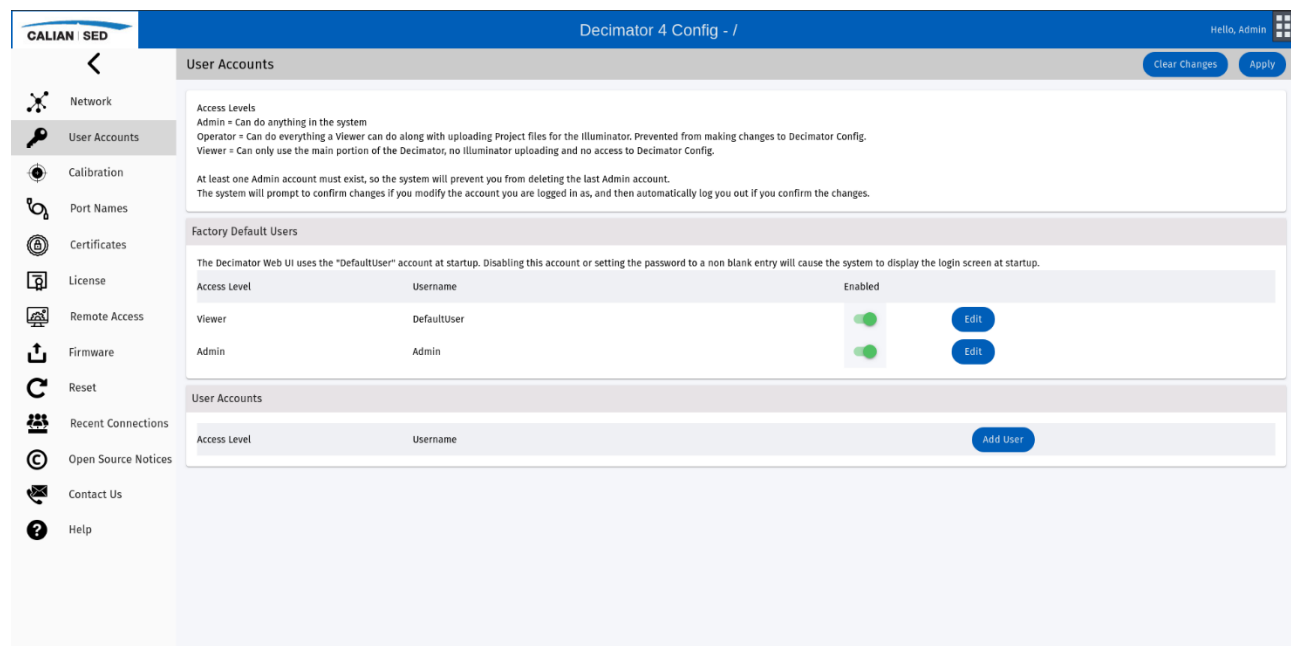 CALIAN SED
Decimator 4 Config - /
Hello, Admin
User Accounts
Clear Changes
Apply
Network
User Accounts
Calibration
Port Names
Certificates
License
Remote Access
Firmware
Reset
Recent Connections
Open Source Notices
Contact Us
Help
Access Levels
Admin = Can do anything in the system
Operator = Can do everything a Viewer can do along with uploading Project files for the Illuminator. Prevented from making changes to Decimator Config.
Viewer = Can only use the main portion of the Decimator, no Illuminator uploading and no access to Decimator Config.
At least one Admin account must exist, so the system will prevent you from deleting the last Admin account.
The system will prompt to confirm changes if you modify the account you are logged in as, and then automatically log you out if you confirm the changes.
Factory Default Users
The Decimator Web UI uses the "DefaultUser" account at startup. Disabling this account or setting the password to a non blank entry will cause the system to display the login screen at startup.
Access Level Username Enabled
Viewer DefaultUser Edit
Admin Admin Edit
User Accounts
Access Level Username Add User